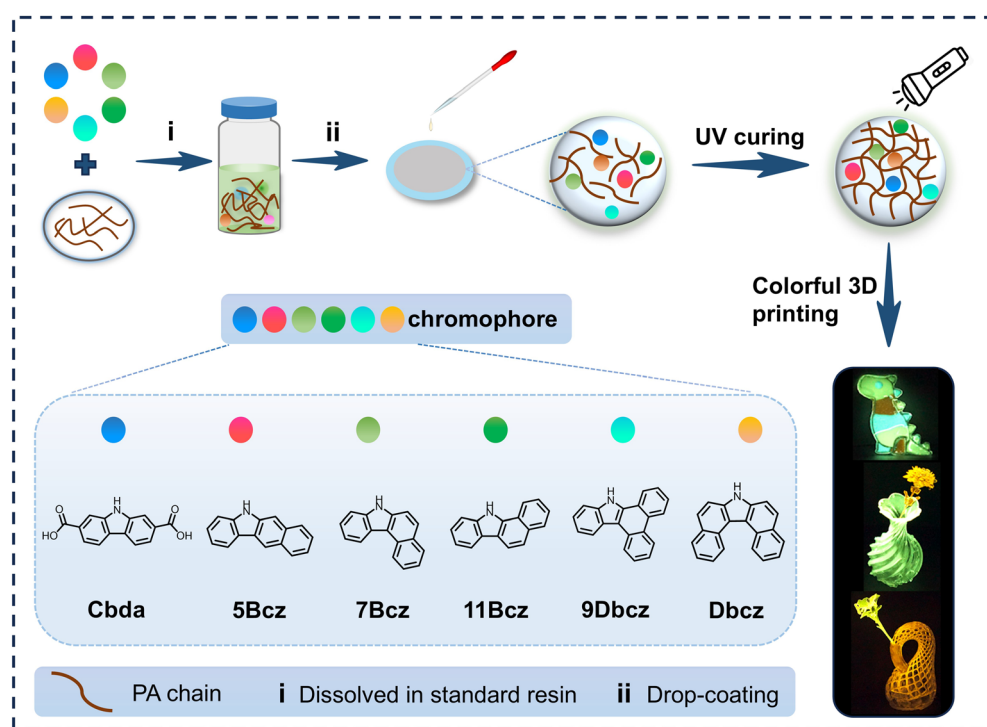 i
ii
UV curing
Colorful 3D
printing
chromophore
H
N
O
HO
O
OH
H
N
H
N
H
N
H
N
H
N
Cbda
5Bcz
7Bcz
11Bcz
9Dbcz
Dbcz
PA chain
i Dissolved in standard resin
ii Drop-coating